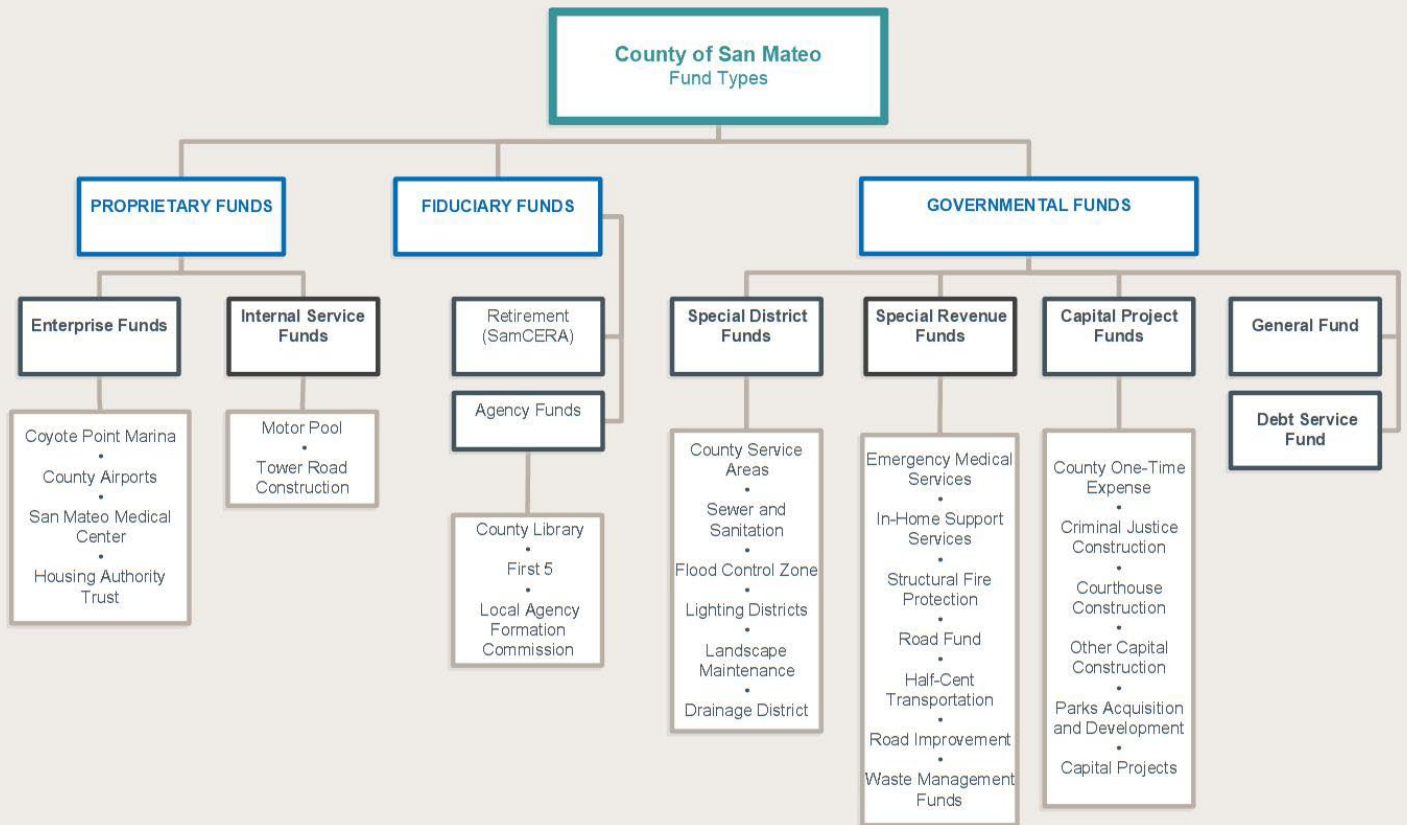 County of San Mateo
Fund Types
PROPRIETARY FUNDS
FIDUCIARY FUNDS
GOVERNMENTAL FUNDS
Enterprise Funds
Internal Service
Funds
Retirement
(SamCERA)
Agency Funds
Special District
Funds
Special Revenue
Funds
Capital Project
Funds
General Fund
Debt Service
Fund
Coyote Point Marina
•
County Airports
•
San Mateo Medical
Center
•
Housing Authority
Trust
Motor Pool
•
Tower Road
Construction
County Library
•
First 5
•
Local Agency
Formation
Commission
County Service
Areas
•
Sewer and
Sanitation
•
Flood Control Zone
•
Lighting Districts
•
Landscape
Maintenance
•
Drainage District
Emergency Medical
Services
•
In-Home Support
Services
•
Structural Fire
Protection
•
Road Fund
•
Half-Cent
Transportation
•
Road Improvement
•
Waste Management
Funds
County One-Time
Expense
•
Criminal Justice
Construction
•
Courthouse
Construction
•
Other Capital
Construction
•
Parks Acquisition
and Development
•
Capital Projects